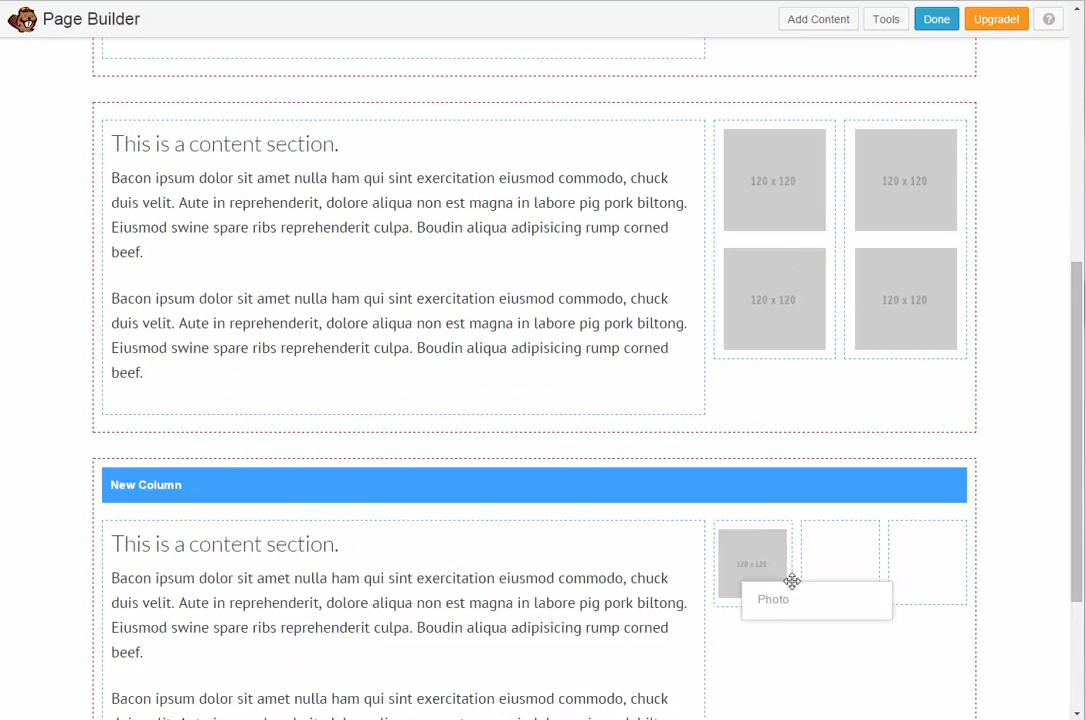 Page Builder
Add Content
Tools
Done
Upgrade!
?
This is a content section.
Bacon ipsum dolor sit amet nulla ham qui sint exercitation eiusmod commodo, chuck
duis velit. Aute in reprehenderit, dolore aliqua non est magna in labore pig pork biltong.
Eiusmod swine spare ribs reprehenderit culpa. Boudin aliqua adipisicing rump corned
beef.
Bacon ipsum dolor sit amet nulla ham qui sint exercitation eiusmod commodo, chuck
duis velit. Aute in reprehenderit, dolore aliqua non est magna in labore pig pork biltong.
Eiusmod swine spare ribs reprehenderit culpa. Boudin aliqua adipisicing rump corned
beef.
120 x 120
120 x 120
120 x 120
120 x 120
New Column
This is a content section.
Bacon ipsum dolor sit amet nulla ham qui sint exercitation eiusmod commodo, chuck
duis velit. Aute in reprehenderit, dolore aliqua non est magna in labore pig pork biltong.
Eiusmod swine spare ribs reprehenderit culpa. Boudin aliqua adipisicing rump corned
beef.
Bacon ipsum dolor sit amet nulla ham qui sint exercitation eiusmod commodo, chuck
120 x 120
Photo